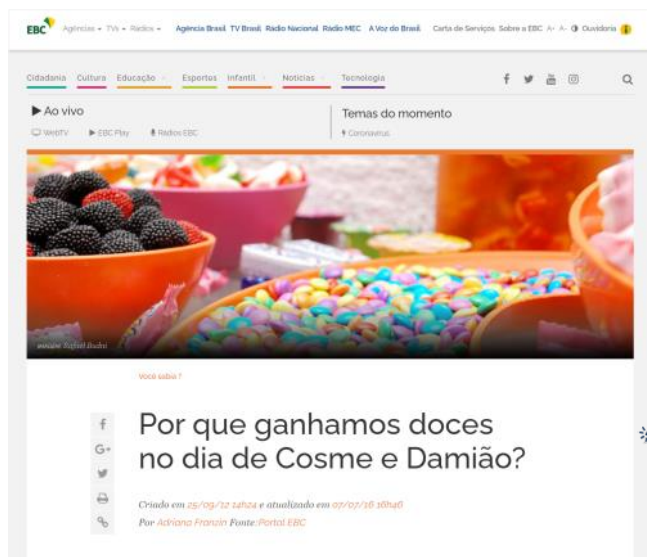 EBC Agências TVs Rádios Agência Brasil TV Brasil Rádio Nacional Rádio MEC A Voz do Brasil Carta de Serviços Sobre a EBC A+ A- Ouvidoria
Cidadania Cultura Educação Esportes Infantil Notícias Tecnologia
Ao vivo
Temas do momento
WebTV EBC Play Rádios EBC
Coronavírus
Você sabia?
Por que ganhamos doces
no dia de Cosme e Damião?
Criado em 25/09/12 14h24 e atualizado em 07/07/16 16h46
Por Adriana Franzin Fonte:Portal EBC